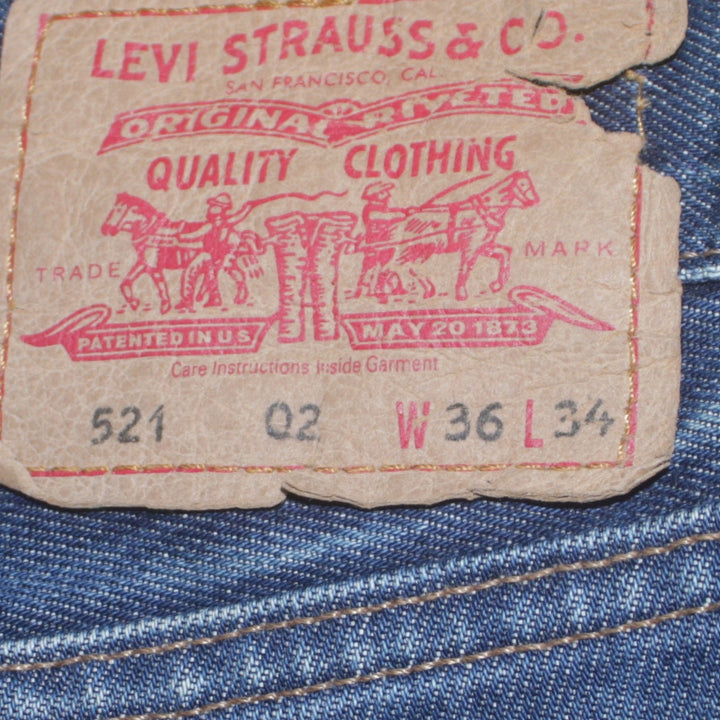 LEVI STRAUSS & CO.
SAN FRANCISCO, CAL.
ORIGINAL RIVETED
QUALITY CLOTHING
TRADE MARK
PATENTED IN U.S. MAY 20 1873
Care Instructions Inside Garment
521 02 W 36 L 34